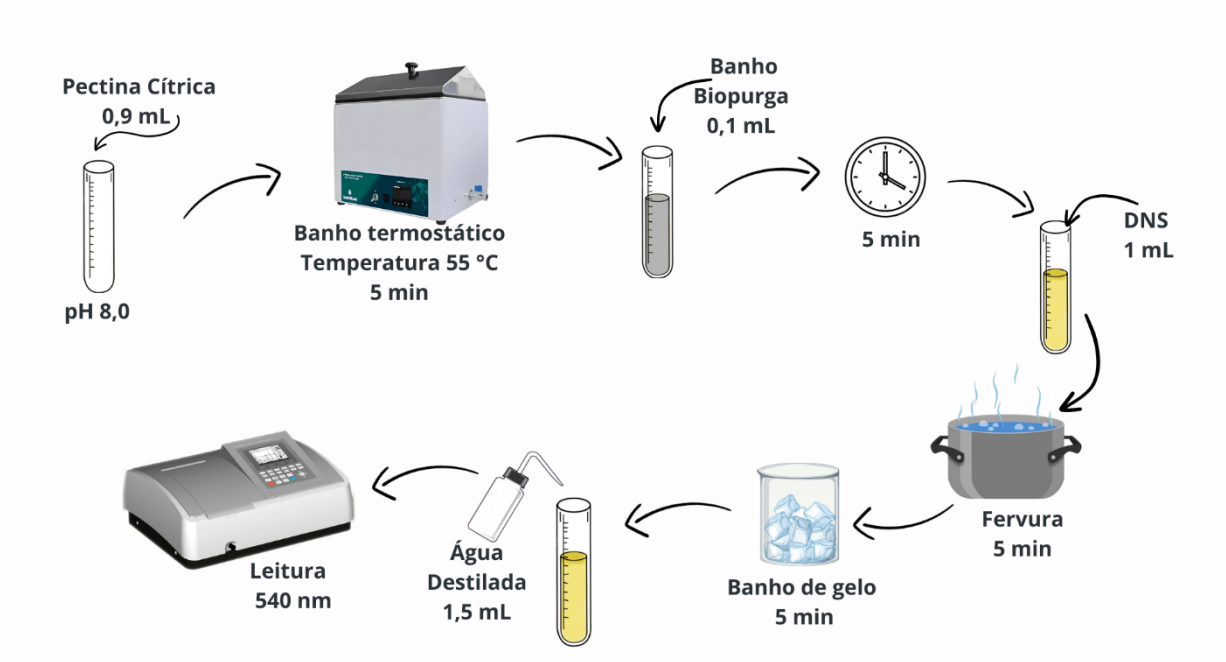 Pectina Cítrica
0,9 mL
pH 8,0
Banho termostático
Temperatura 55 °C
5 min
Banho
Biopurga
0,1 mL
5 min
DNS
1 mL
Fervura
5 min
Banho de gelo
5 min
Água
Destilada
1,5 mL
Leitura
540 nm